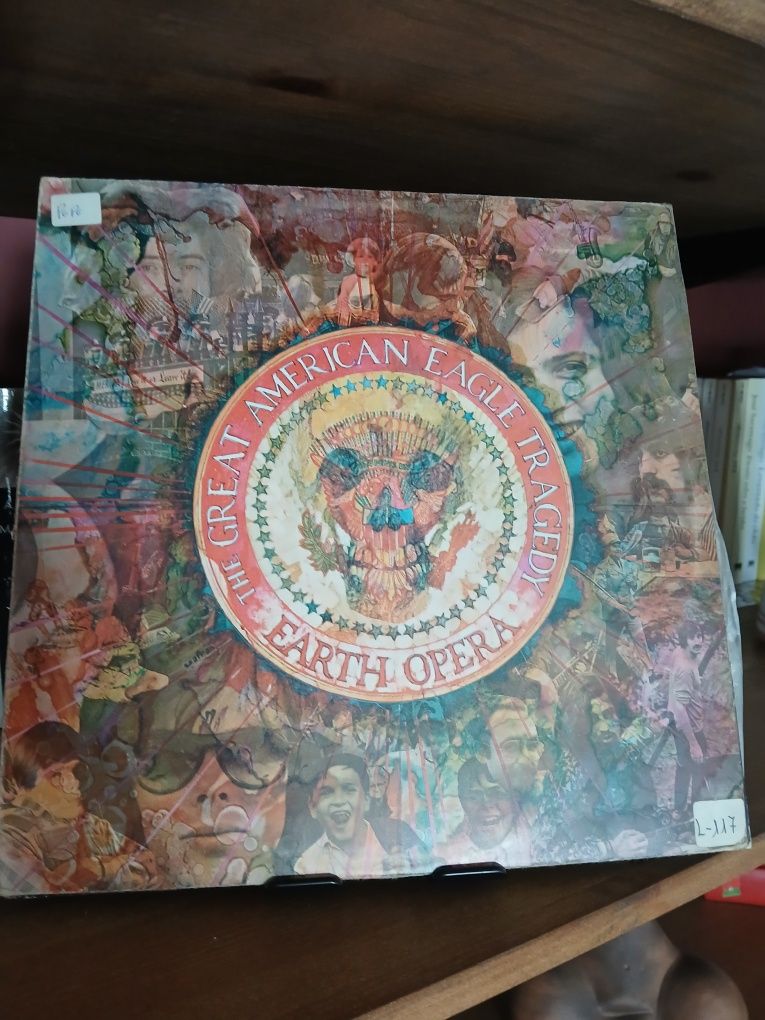 THE GREAT AMERICAN EAGLE TRAGEDY
EARTH OPERA
L-117